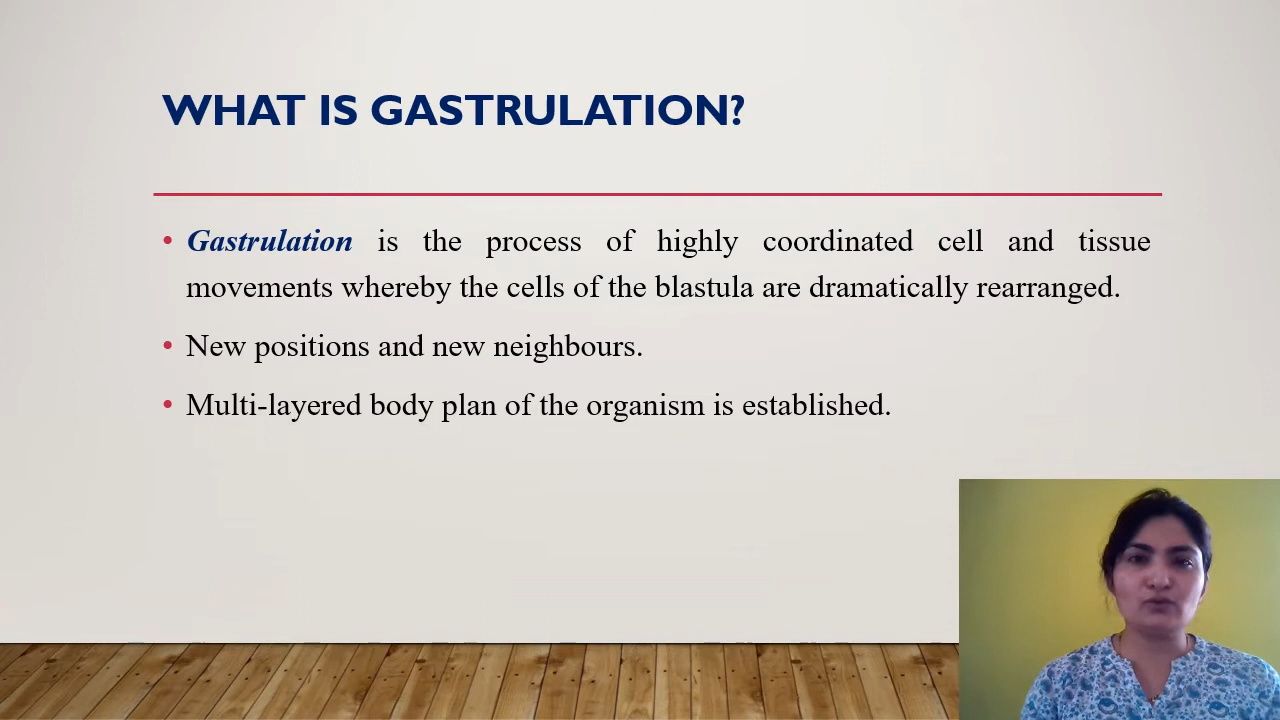 WHAT IS GASTRULATION?
• Gastrulation is the process of highly coordinated cell and tissue
movements whereby the cells of the blastula are dramatically rearranged.
• New positions and new neighbours.
• Multi-layered body plan of the organism is established.